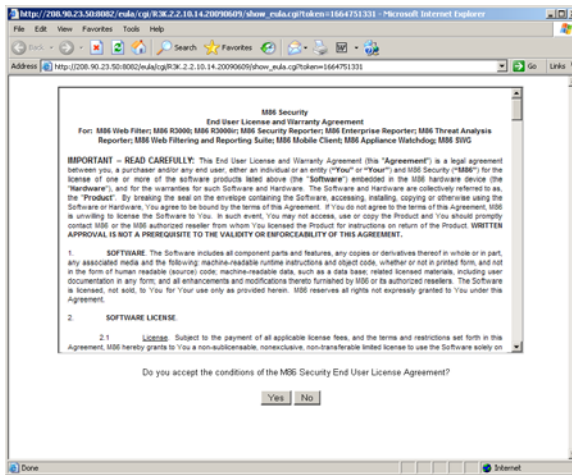 http://208.90.23.50:8082/eula/cgi/R3K.2.2.10.14.20090609/show_eula.cgi?token=1664751331 - Microsoft Internet Explorer
File Edit View Favorites Tools Help
Back Search Favorites
Address http://208.90.23.50:8082/eula/cgi/R3K.2.2.10.14.20090609/show_eula.cgi?token=1664751331 Go Links
M86 Security
End User License and Warranty Agreement
For: M86 Web Filter; M86 R3000; M86 R3000ir; M86 Security Reporter; M86 Enterprise Reporter; M86 Threat Analysis
Reporter; M86 Web Filtering and Reporting Suite; M86 Mobile Client; M86 Appliance Watchdog; M86 SWG
IMPORTANT – READ CAREFULLY: This End User License and Warranty Agreement (this "Agreement") is a legal agreement
between you, a purchaser and/or any end user, either an individual or an entity ("You" or "Your") and M86 Security ("M86") for the
license of one or more of the software products listed above (the "Software") embedded in the M86 hardware device (the
"Hardware"), and for the warranties for such Software and Hardware. The Software and Hardware are collectively referred to as,
the "Product". By breaking the seal on the envelope containing the Software, accessing, installing, copying or otherwise using the
Software or Hardware, You agree to be bound by the terms of this Agreement. If You do not agree to the terms of this Agreement, M86
is unwilling to license the Software to You. In such event, You may not access, use or copy the Product and You should promptly
contact M86 or the M86 authorized reseller from whom You licensed the Product for instructions on return of the Product. WRITTEN
APPROVAL IS NOT A PREREQUISITE TO THE VALIDITY OR ENFORCEABILITY OF THIS AGREEMENT.
1. SOFTWARE. The Software includes all component parts and features, any copies or derivatives thereof in whole or in part,
any associated media and the following: machine-readable runtime instructions and object code, whether or not in printed form, and not
in the form of human readable (source) code; machine-readable data, such as a data base; related licensed materials, including user
documentation in any form; and all enhancements and modifications thereto furnished by M86 or its authorized resellers. The Software
is licensed, not sold, to You for Your use only as provided herein. M86 reserves all rights not expressly granted to You under this
Agreement.
2. SOFTWARE LICENSE.
2.1 License. Subject to the payment of all applicable license fees, and the terms and restrictions set forth in this
Agreement, M86 hereby grants to You a non-sublicensable, nonexclusive, non-transferable limited license to use the Software solely on
Do you accept the conditions of the M86 Security End User License Agreement?
Yes No
Done Internet